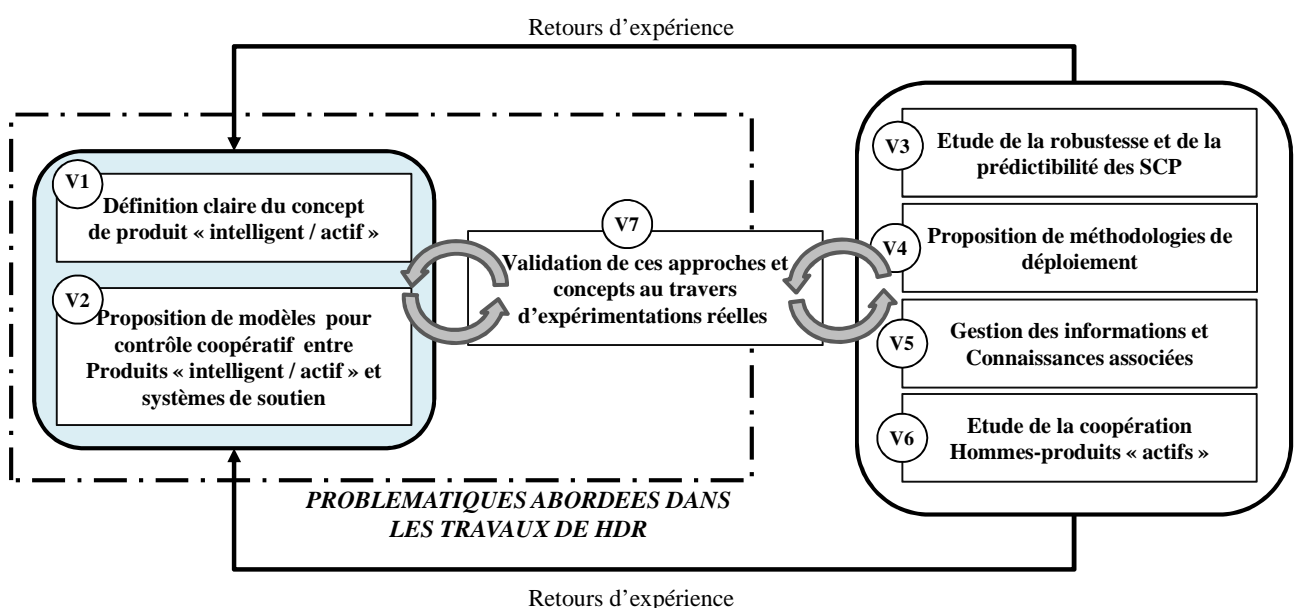 Retours d'expérience
V1
Définition claire du concept
de produit « intelligent / actif »
V2
Proposition de modèles pour
contrôle coopératif entre
Produits « intelligent / actif » et
systèmes de soutien
V7
Validation de ces approches et
concepts au travers
d'expérimentations réelles
V3
Etude de la robustesse et de la
prédictibilité des SCP
V4
Proposition de méthodologies de
déploiement
V5
Gestion des informations et
Connaissances associées
V6
Etude de la coopération
Hommes-produits « actifs »
PROBLEMATIQUES ABORDEES DANS
LES TRAVAUX DE HDR
Retours d'expérience